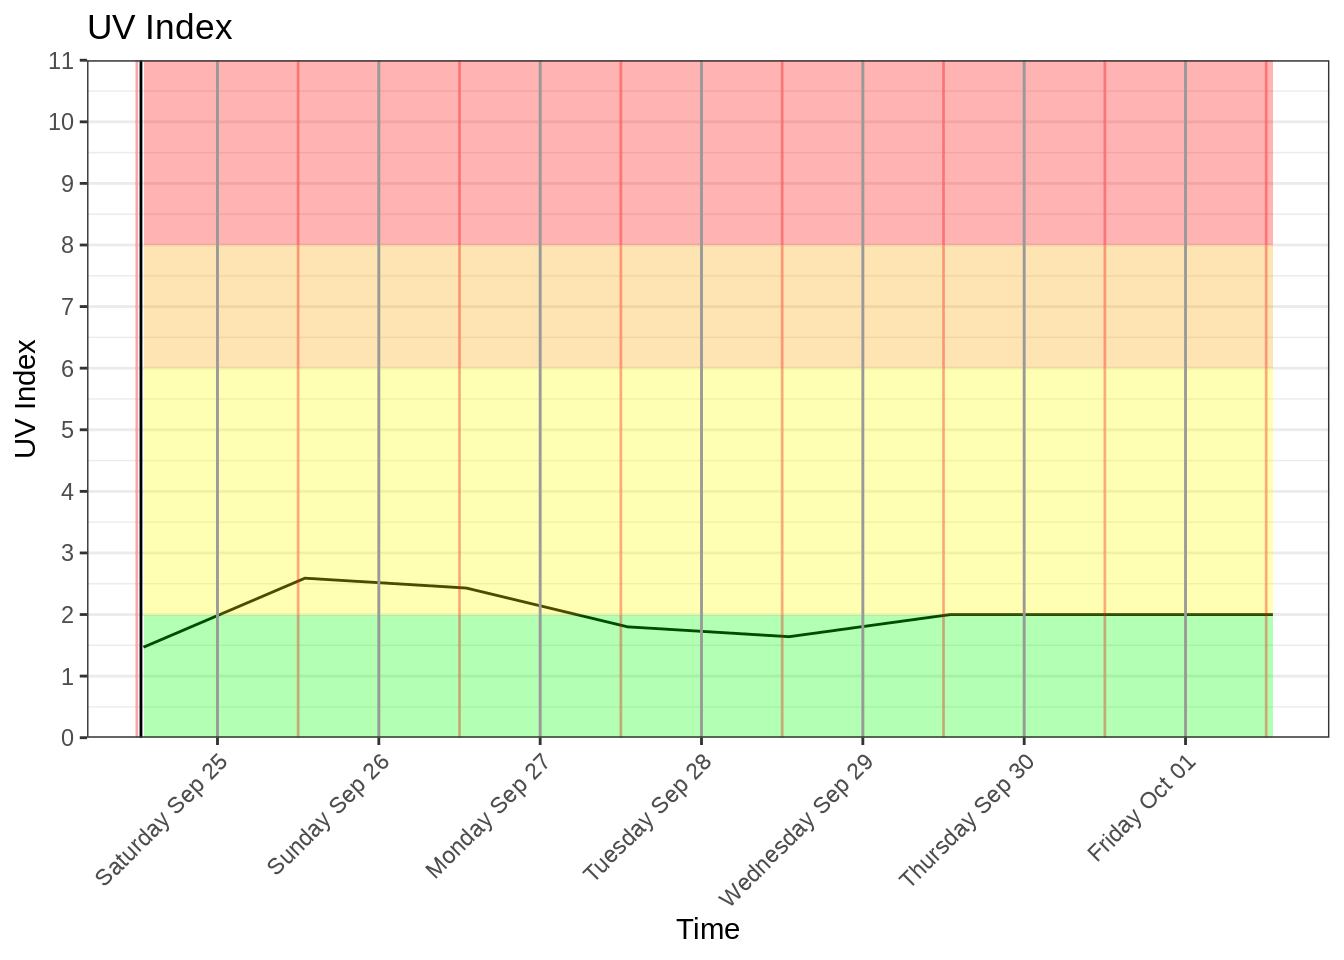 UV Index
11
10
9
8
7
6
5
4
3
2
1
0
UV Index
Saturday Sep 25
Sunday Sep 26
Monday Sep 27
Tuesday Sep 28
Wednesday Sep 29
Thursday Sep 30
Friday Oct 01
Time